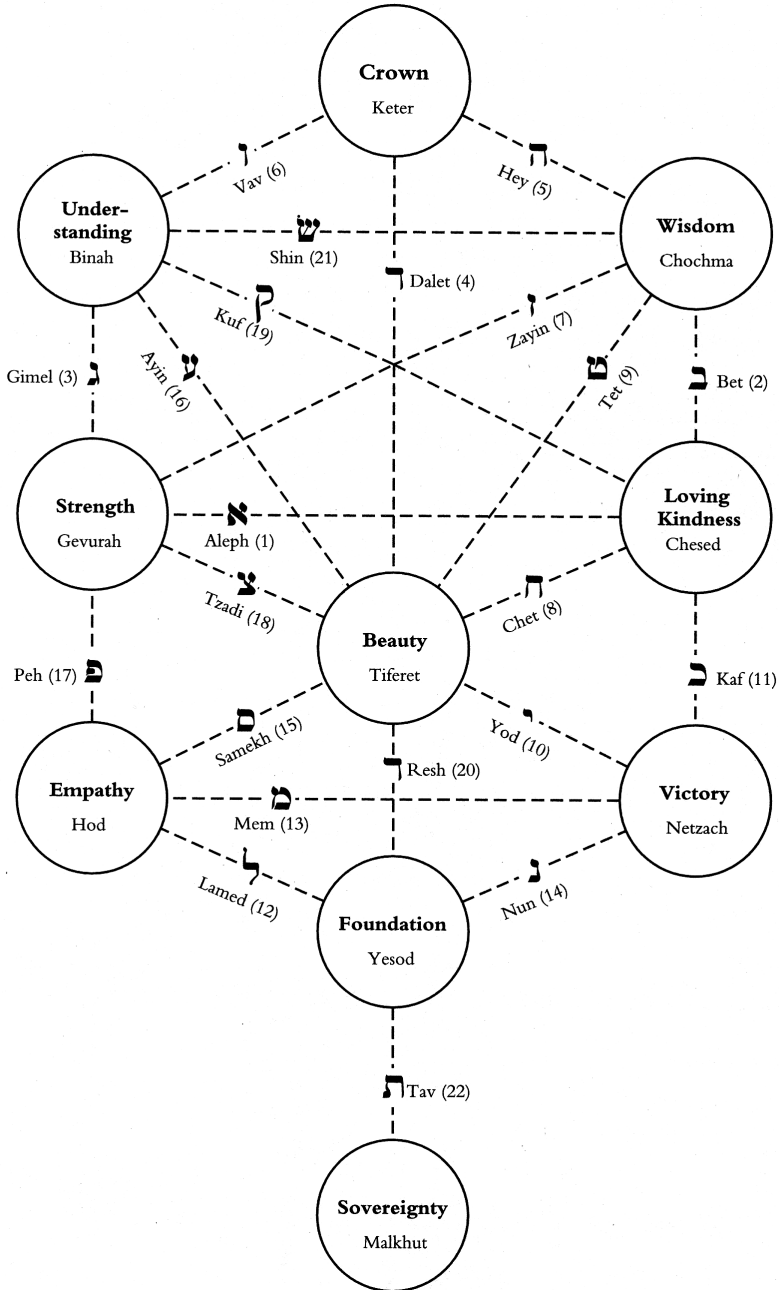 Crown
Keter
ו
Vav (6)
ה
Hey (5)
Under-
standing
Binah
ש
Shin (21)
Wisdom
Chochma
ד
Dalet (4)
ק
Kuf (19)
ז
Zayin (7)
Gimel (3)
ג
ע
Ayin (16)
ט
Tet (9)
ב
Bet (2)
Strength
Gevurah
א
Aleph (1)
Loving
Kindness
Chesed
צ
Tzadi (18)
ח
Chet (8)
Beauty
Tiferet
Peh (17)
פ
כ
Kaf (11)
ס
Samekh (15)
י
Yod (10)
Empathy
Hod
ר
Resh (20)
מ
Mem (13)
Victory
Netzach
ל
Lamed (12)
נ
Nun (14)
Foundation
Yesod
ת
Tav (22)
Sovereignty
Malkhut